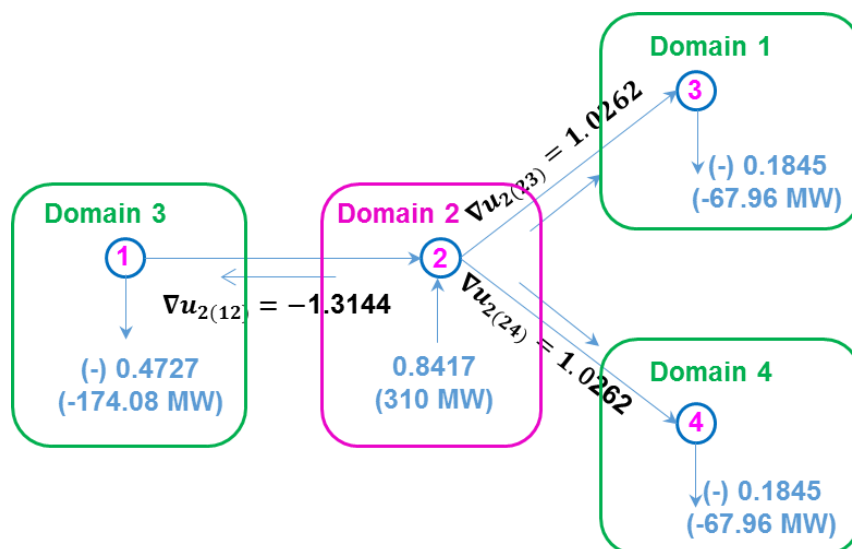 Domain 1
3
∇u₂₍₂₃₎ = 1.0262
(-) 0.1845
(-67.96 MW)
Domain 3
1
Domain 2
2
∇u₂₍₁₂₎ = −1.3144
∇u₂₍₂₄₎ = 1.0262
(-) 0.4727
(-174.08 MW)
0.8417
(310 MW)
Domain 4
4
(-) 0.1845
(-67.96 MW)